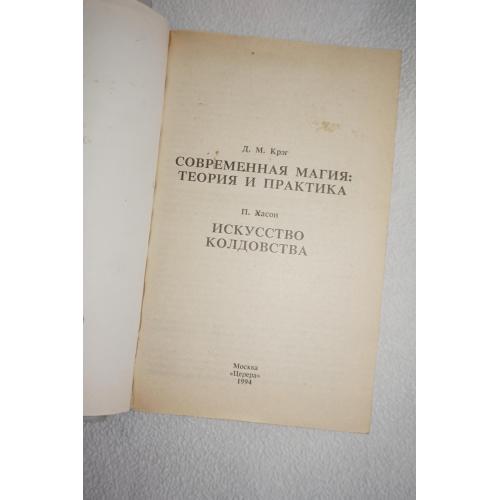 Д. М. Крэг
СОВРЕМЕННАЯ МАГИЯ:
ТЕОРИЯ И ПРАКТИКА
П. Хасон
ИСКУССТВО
КОЛДОВСТВА
Москва
«Церера»
1994